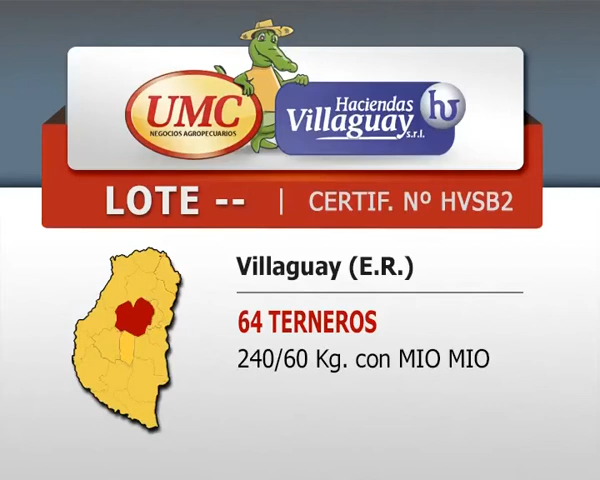 UMC
NEGOCIOS AGROPECUARIOS
Haciendas
Villaguay s.r.l.
hv
LOTE -- | CERTIF. Nº HVSB2
Villaguay (E.R.)
64 TERNEROS
240/60 Kg. con MIO MIO